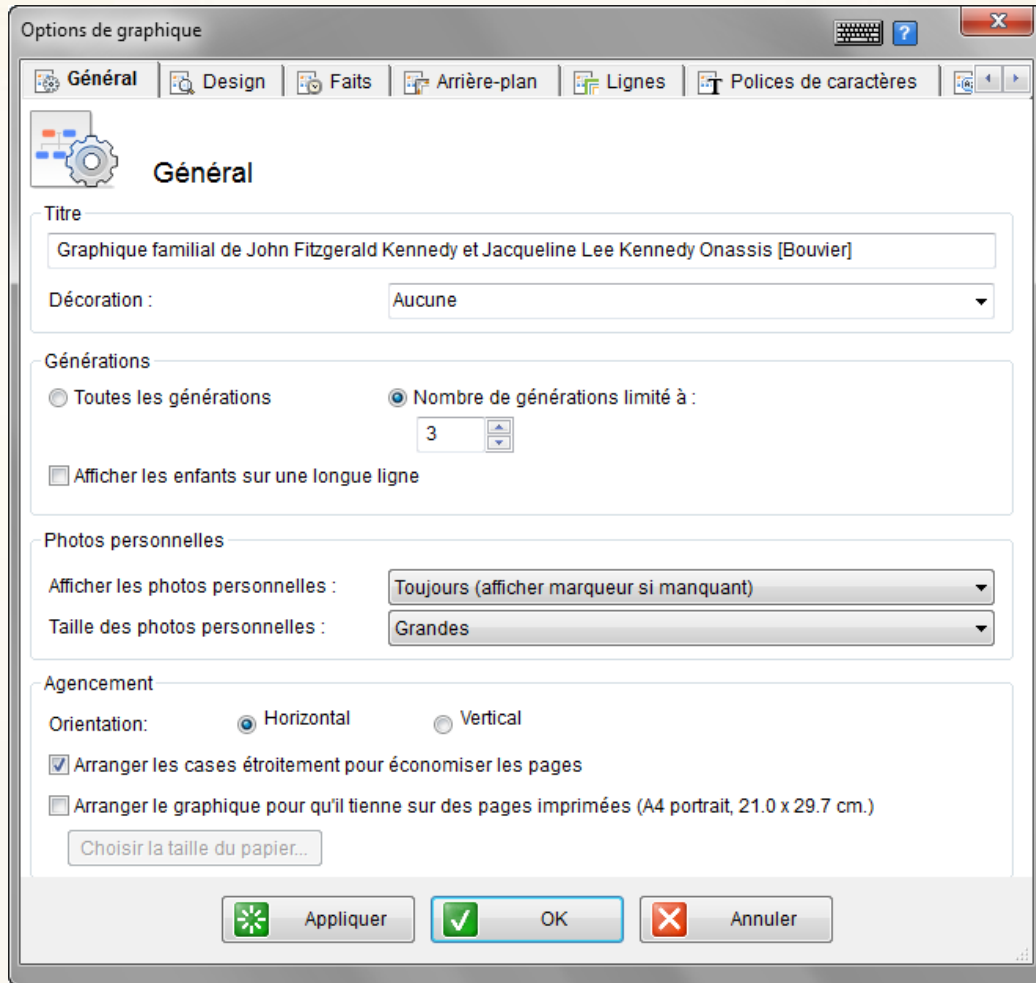 Options de graphique
?
Général Design Faits Arrière-plan Lignes Polices de caractères
Général
Titre
Graphique familial de John Fitzgerald Kennedy et Jacqueline Lee Kennedy Onassis [Bouvier]
Décoration : Aucune
Générations
Toutes les générations Nombre de générations limité à :
3
Afficher les enfants sur une longue ligne
Photos personnelles
Afficher les photos personnelles : Toujours (afficher marqueur si manquant)
Taille des photos personnelles : Grandes
Agencement
Orientation: Horizontal Vertical
Arranger les cases étroitement pour économiser les pages
Arranger le graphique pour qu'il tienne sur des pages imprimées (A4 portrait, 21.0 x 29.7 cm.)
Choisir la taille du papier...
Appliquer OK Annuler